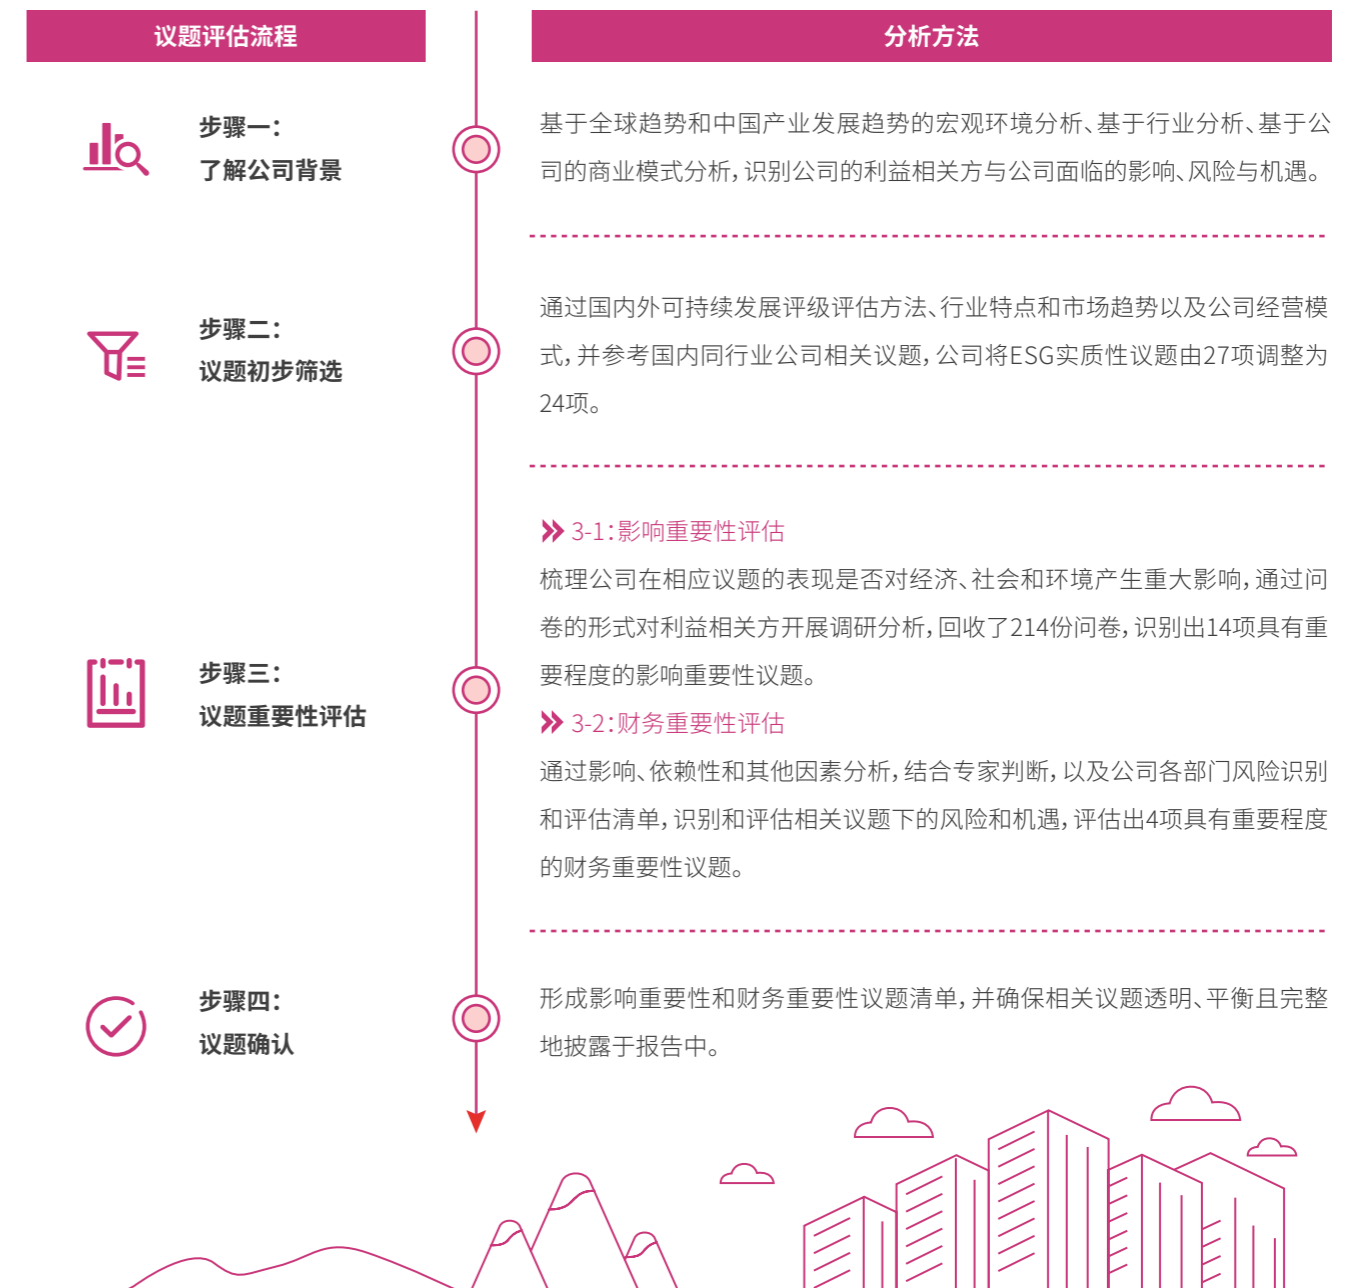 议题评估流程
分析方法
步骤一：
了解公司背景
基于全球趋势和中国产业发展趋势的宏观环境分析、基于行业分析、基于公
司的商业模式分析，识别公司的利益相关方与公司面临的影响、风险与机遇。
步骤二：
议题初步筛选
通过国内外可持续发展评级评估方法、行业特点和市场趋势以及公司经营模
式，并参考国内同行业公司相关议题，公司将ESG实质性议题由27项调整为
24项。
步骤三：
议题重要性评估
3-1：影响重要性评估
梳理公司在相应议题的表现是否对经济、社会和环境产生重大影响，通过问
卷的形式对利益相关方开展调研分析，回收了214份问卷，识别出14项具有重
要程度的影响重要性议题。
3-2：财务重要性评估
通过影响、依赖性和其他因素分析，结合专家判断，以及公司各部门风险识别
和评估清单，识别和评估相关议题下的风险和机遇，评估出4项具有重要程度
的财务重要性议题。
步骤四：
议题确认
形成影响重要性和财务重要性议题清单，并确保相关议题透明、平衡且完整
地披露于报告中。